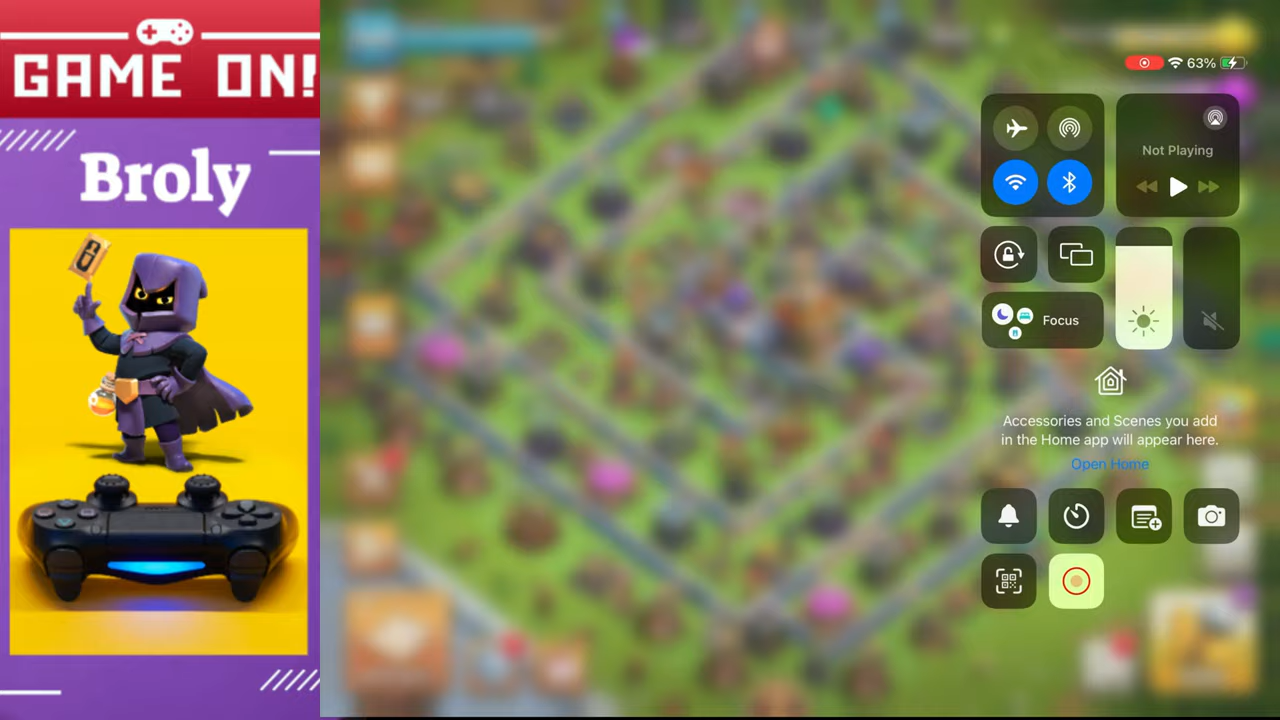 GAME ON!
Broly
63%
Not Playing
Focus
Accessories and Scenes you add
in the Home app will appear here.
Open Home